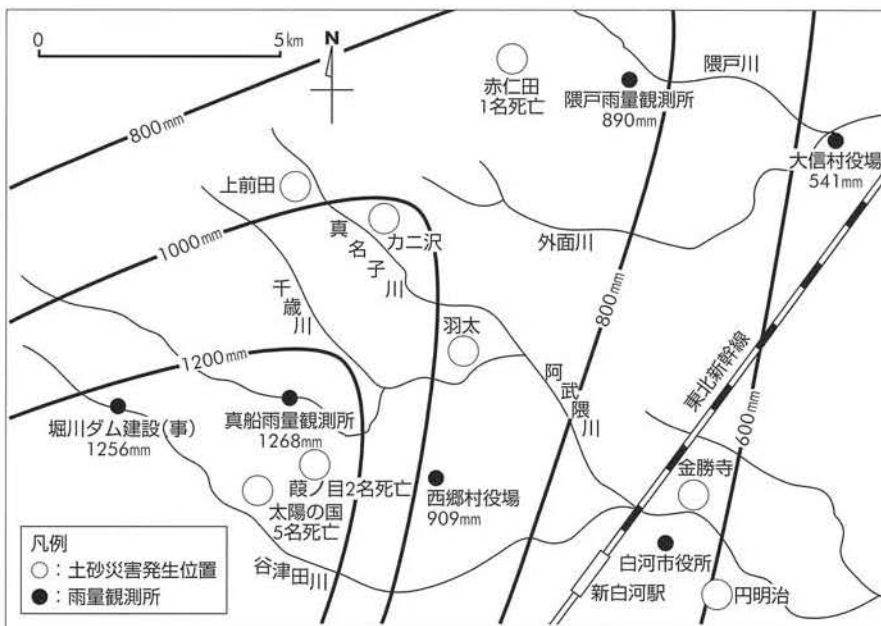 0
5km
N
800mm
赤仁田
1名死亡
隈戸雨量観測所
890mm
隈戸川
大信村役場
541mm
上前田
1000mm
真名子川
カニ沢
外面川
千歳川
羽太
800mm
東北新幹線
1200mm
阿武隈川
堀川ダム建設(事)
1256mm
真船雨量観測所
1268mm
600mm
葭ノ目2名死亡
太陽の国
5名死亡
西郷村役場
909mm
金勝寺
白河市役所
谷津田川
新白河駅
円明治
凡例
○：土砂災害発生位置
●：雨量観測所